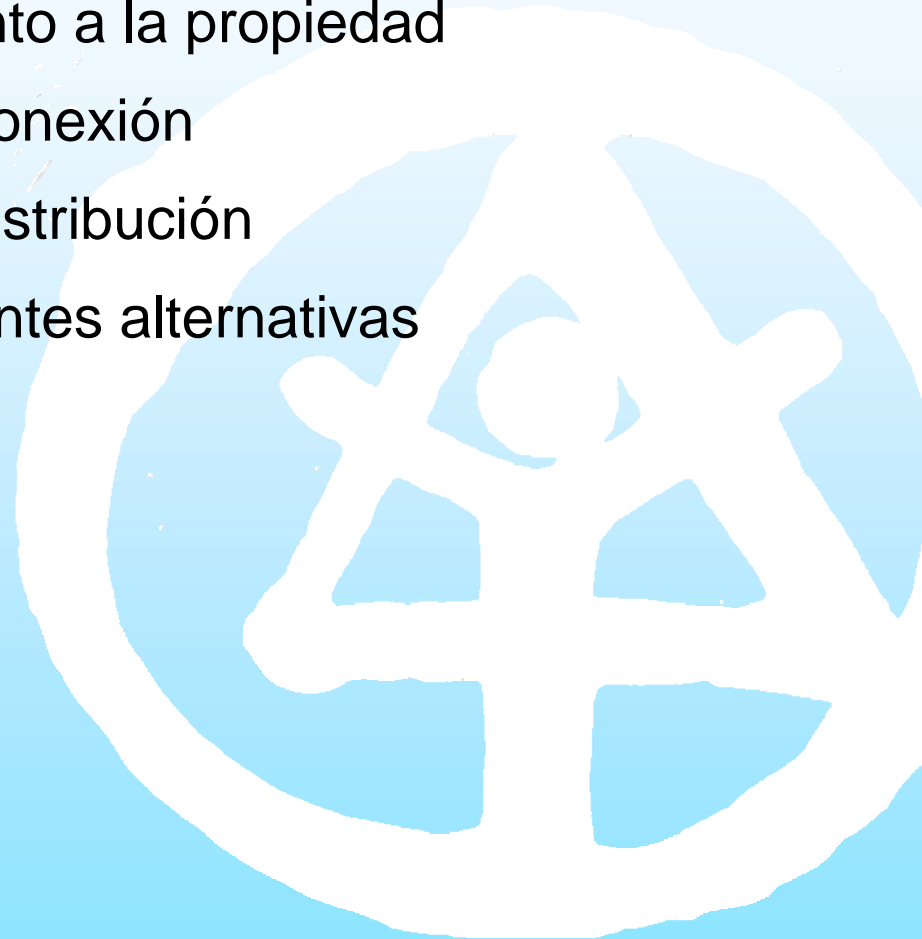 nto a la propiedad
onexión
stribución
ntes alternativas